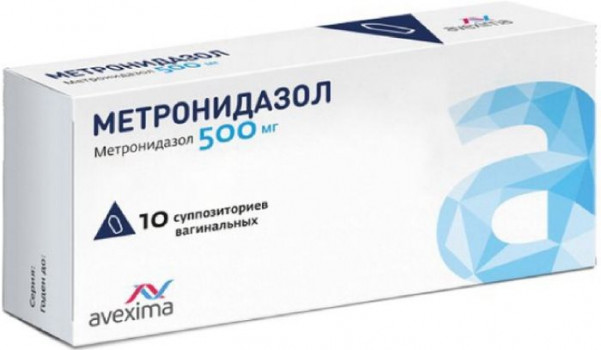 МЕТРОНИДАЗОЛ
Метронидазол 500 мг
avexima
МЕТРОНИДАЗОЛ
Метронидазол 500 мг
10 суппозиториев
вагинальных
Серия:
Годен до:
avexima